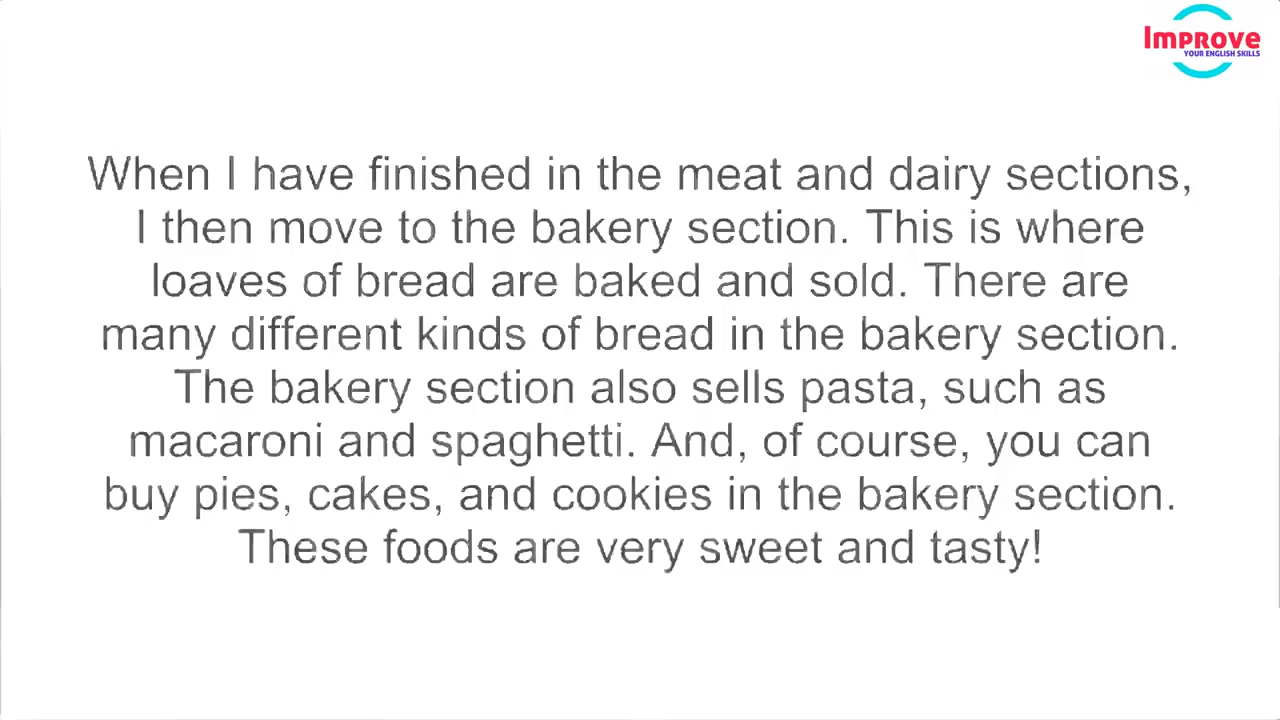 Improve
YOUR ENGLISH SKILLS
When I have finished in the meat and dairy sections,
I then move to the bakery section. This is where
loaves of bread are baked and sold. There are
many different kinds of bread in the bakery section.
The bakery section also sells pasta, such as
macaroni and spaghetti. And, of course, you can
buy pies, cakes, and cookies in the bakery section.
These foods are very sweet and tasty!